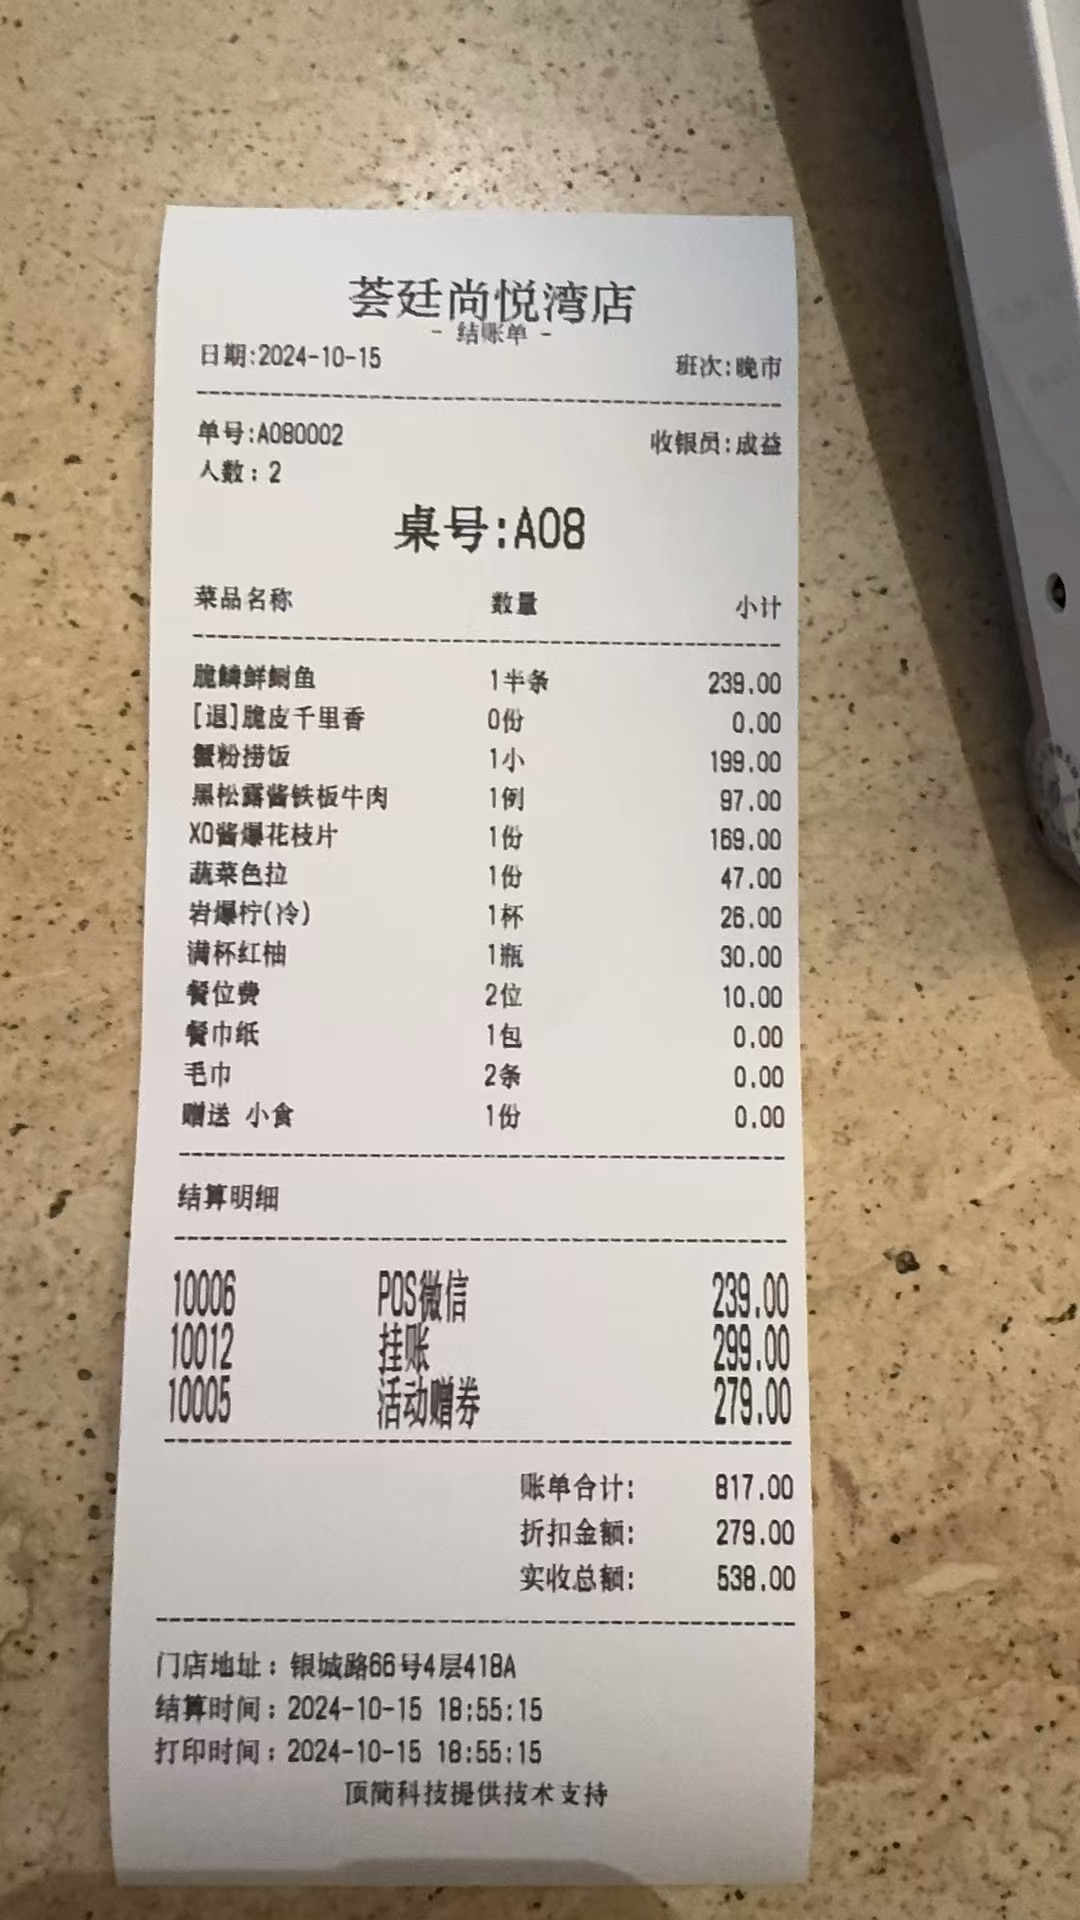 荟廷尚悦湾店
- 结账单 -
日期:2024-10-15 班次:晚市
单号:A080002 收银员:成益
人数: 2
桌号:A08
菜品名称 数量 小计
脆鳞鲜鲥鱼 1半条 239.00
[退]脆皮千里香 0份 0.00
蟹粉捞饭 1小 199.00
黑松露酱铁板牛肉 1例 97.00
XO酱爆花枝片 1份 169.00
蔬菜色拉 1份 47.00
岩爆柠(冷) 1杯 26.00
满杯红柚 1瓶 30.00
餐位费 2位 10.00
餐巾纸 1包 0.00
毛巾 2条 0.00
赠送 小食 1份 0.00
结算明细
10006 POS微信 239.00
10012 挂账 299.00
10005 活动赠券 279.00
账单合计: 817.00
折扣金额: 279.00
实收总额: 538.00
门店地址: 银城路66号4层418A
结算时间: 2024-10-15 18:55:15
打印时间: 2024-10-15 18:55:15
顶简科技提供技术支持